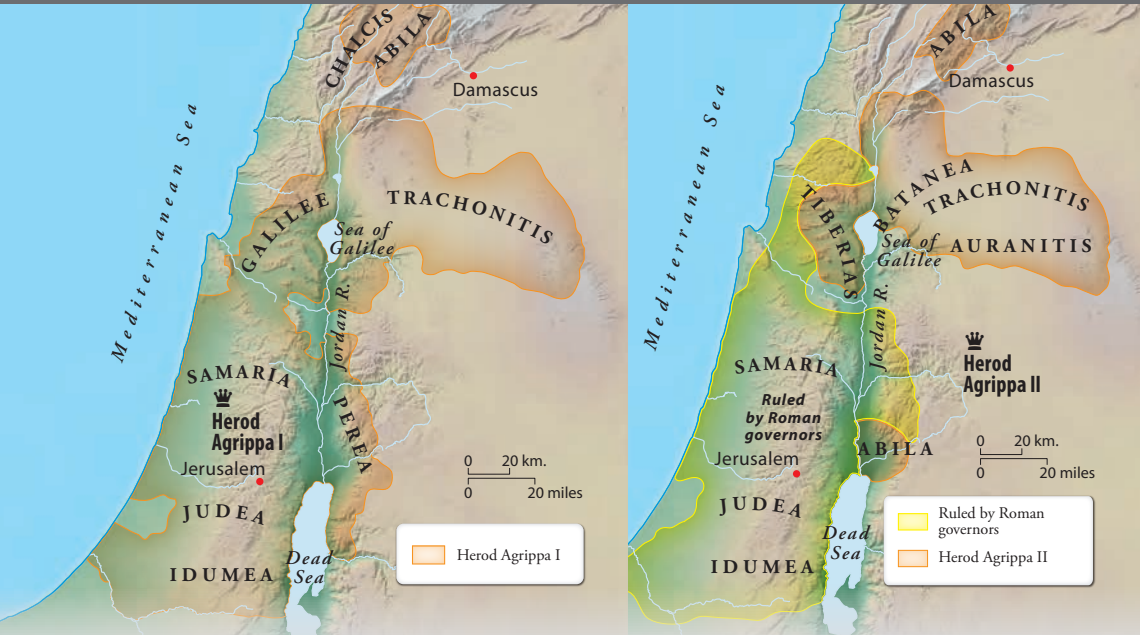 CHALCIS
ABILA
Damascus
Mediterranean Sea
TRACHONITIS
GALILEE
Sea of
Galilee
Jordan R.
SAMARIA
Herod
Agrippa I
PEREA
Jerusalem
0 20 km.
0 20 miles
JUDEA
Dead
Sea
IDUMEA
Herod Agrippa I
ABILA
Damascus
Mediterranean Sea
BATANEA
TRACHONITIS
TIBERIAS
Sea of
Galilee
AURANITIS
Jordan R.
Herod
Agrippa II
SAMARIA
Ruled
by Roman
governors
ABILA
Jerusalem
0 20 km.
0 20 miles
JUDEA
Dead
Sea
IDUMEA
Ruled by Roman
governors
Herod Agrippa II